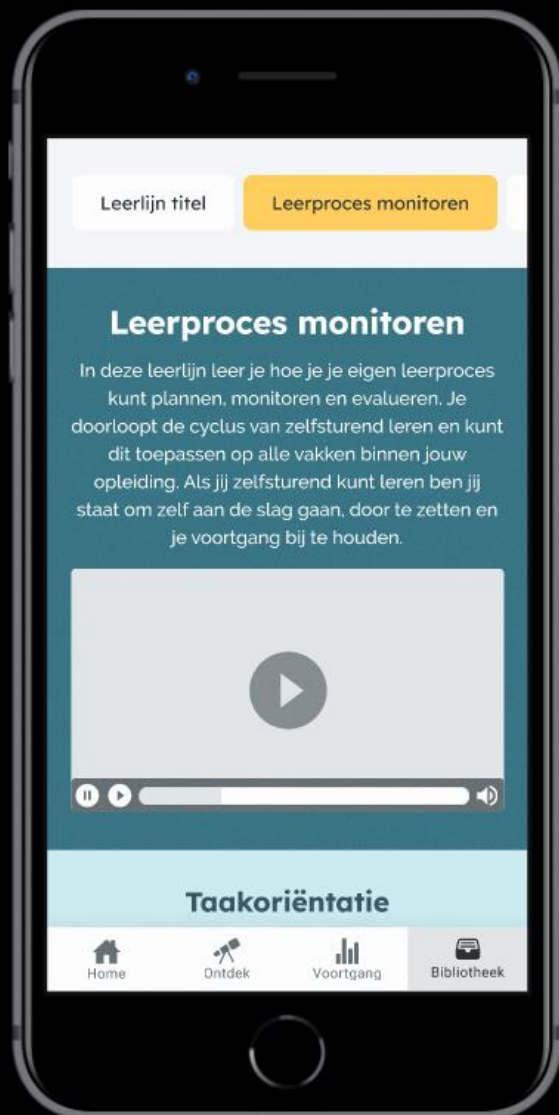 Leerlijn titel
Leerproces monitoren
Leerproces monitoren
In deze leerlijn leer je hoe je je eigen leerproces
kunt plannen, monitoren en evalueren. Je
doorloopt de cyclus van zelfsturend leren en kunt
dit toepassen op alle vakken binnen jouw
opleiding. Als jij zelfsturend kunt leren ben jij
staat om zelf aan de slag gaan, door te zetten en
je voortgang bij te houden.
Taakoriëntatie
Home
Ontdek
Voortgang
Bibliotheek